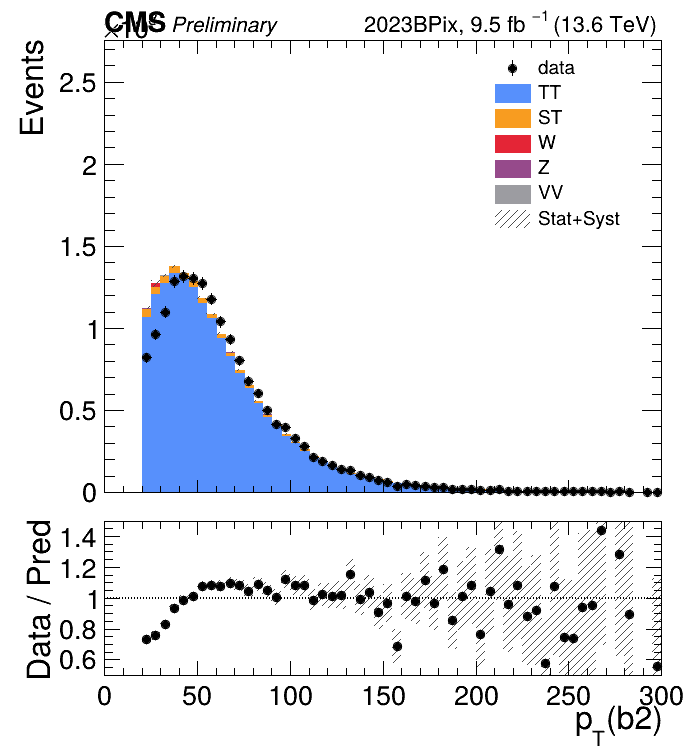 CMS Preliminary 2023BPix, 9.5 fb⁻¹ (13.6 TeV)
Events
2.5
2
1.5
1
0.5
0
data
TT
ST
W
Z
VV
Stat+Syst
Data / Pred
1.4
1.2
1
0.8
0.6
0 50 100 150 200 250 300
p_T(b2)